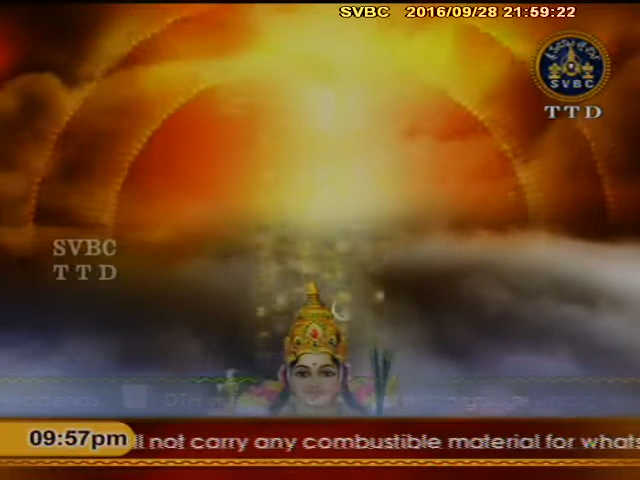 SVBC 2016/09/28 21:59:22
SVBC
TTD
SVBC
TTD
DTH
09:57pm ll not carry any combustible material for whats